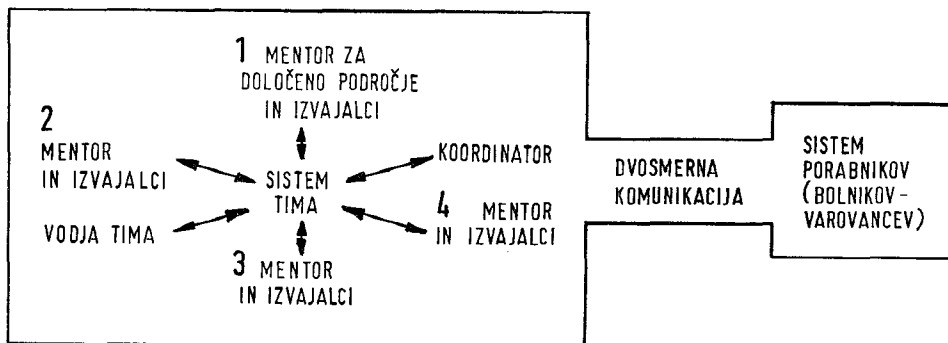 1 MENTOR ZA
DOLOČENO PODROČJE
IN IZVAJALCI
2
MENTOR
IN IZVAJALCI
KOORDINATOR
SISTEM
TIMA
VODJA TIMA
4 MENTOR
IN IZVAJALCI
3 MENTOR
IN IZVAJALCI
DVOSMERNA
KOMUNIKACIJA
SISTEM
PORABNIKOV
(BOLNIKOV-
VAROVANCEV)